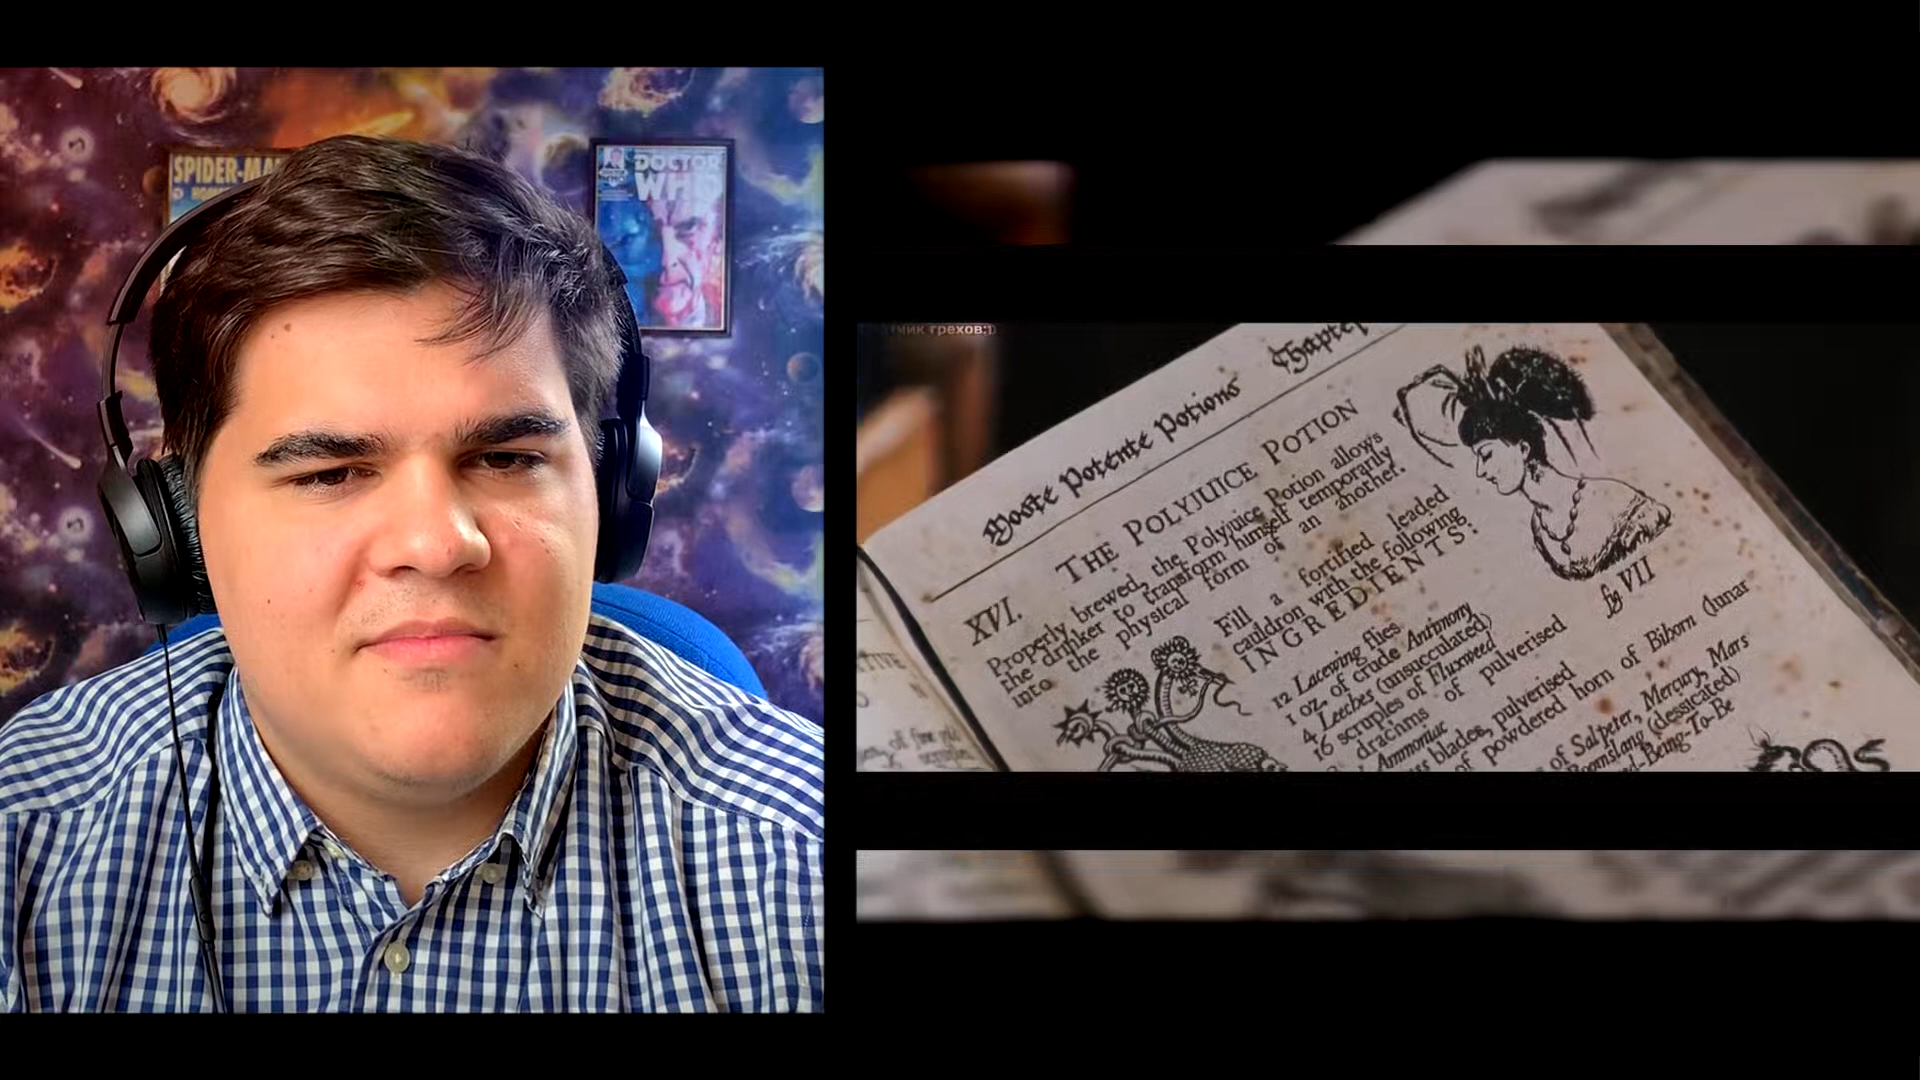 SPIDER-MA
DOCTOR
WHO
чик грехов:)
Moste Potente Potions Chapter
THE POLYJUICE POTION
XVI.
Properly brewed, the Polyjuice Potion allows
the drinker to transform himself temporarily
into the physical form of an another.
Fill a fortified leaded
cauldron with the following
INGREDIENTS:
fig VII
12 Lacewing flies
1 oz. of crude Antimony
4 Leeches (unsucculated)
16 scruples of Fluxweed
drachms of pulverised
Ammoniac
blades, pulverised
of powdered horn of Bihorn (lunar
of Salpeter, Mercury, Mars
Boomslang (dessicated)
-Being-To-Be